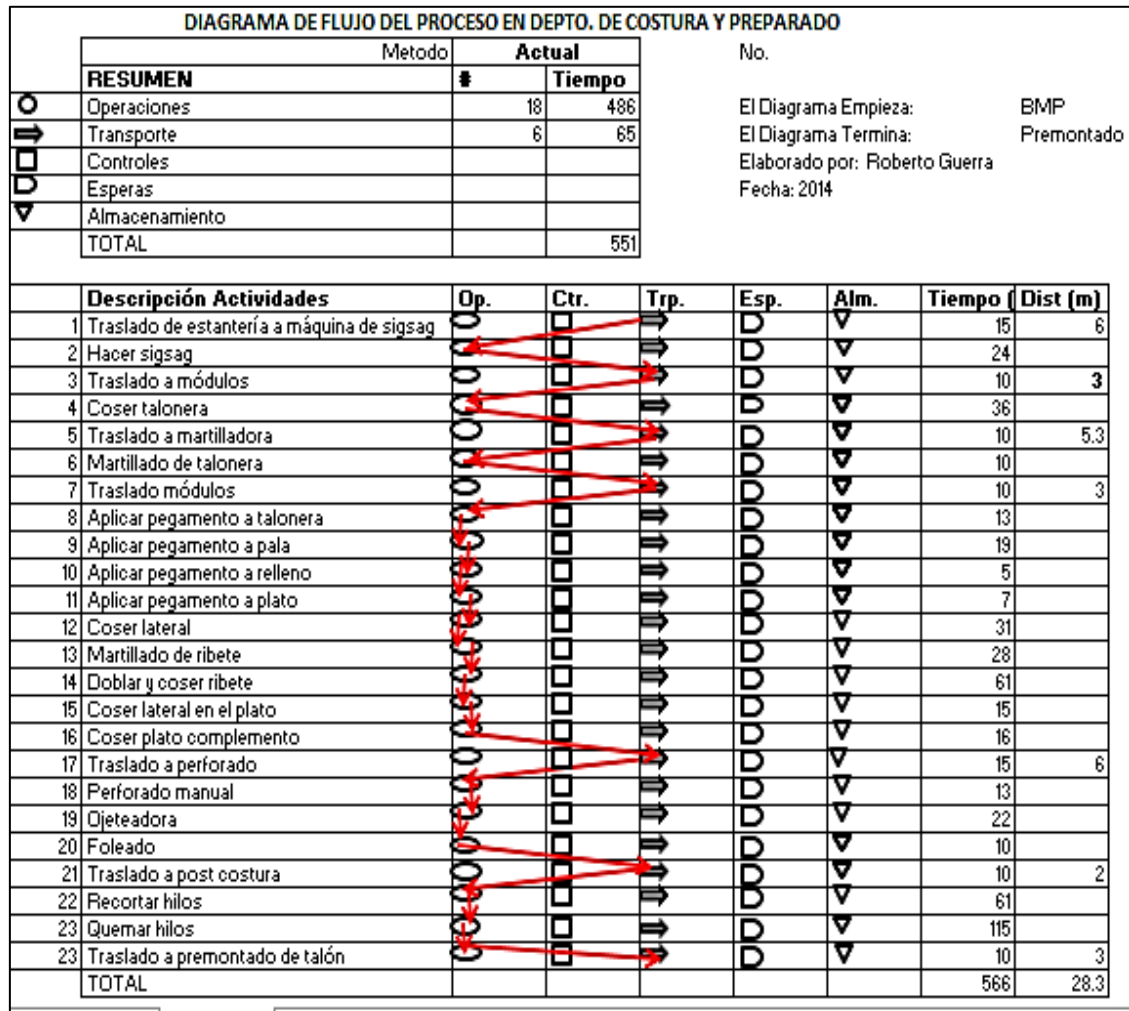 DIAGRAMA DE FLUJO DEL PROCESO EN DEPTO. DE COSTURA Y PREPARADO
Metodo Actual No.
RESUMEN # Tiempo
Operaciones 18 486 El Diagrama Empieza: BMP
Transporte 6 65 El Diagrama Termina: Premontado
Controles Elaborado por: Roberto Guerra
Esperas Fecha: 2014
Almacenamiento
TOTAL 551
Descripción Actividades Op. Ctr. Trp. Esp. Alm. Tiempo ( Dist (m)
1 Traslado de estantería a máquina de sigsag 15 6
2 Hacer sigsag 24
3 Traslado a módulos 10 3
4 Coser talonera 36
5 Traslado a martilladora 10 5.3
6 Martillado de talonera 10
7 Traslado módulos 10 3
8 Aplicar pegamento a talonera 13
9 Aplicar pegamento a pala 19
10 Aplicar pegamento a relleno 5
11 Aplicar pegamento a plato 7
12 Coser lateral 31
13 Martillado de ribete 28
14 Doblar y coser ribete 61
15 Coser lateral en el plato 15
16 Coser plato complemento 16
17 Traslado a perforado 15 6
18 Perforado manual 13
19 Ojeteadora 22
20 Foleado 10
21 Traslado a post costura 10 2
22 Recortar hilos 61
23 Quemar hilos 115
23 Traslado a premontado de talón 10 3
TOTAL 566 28.3